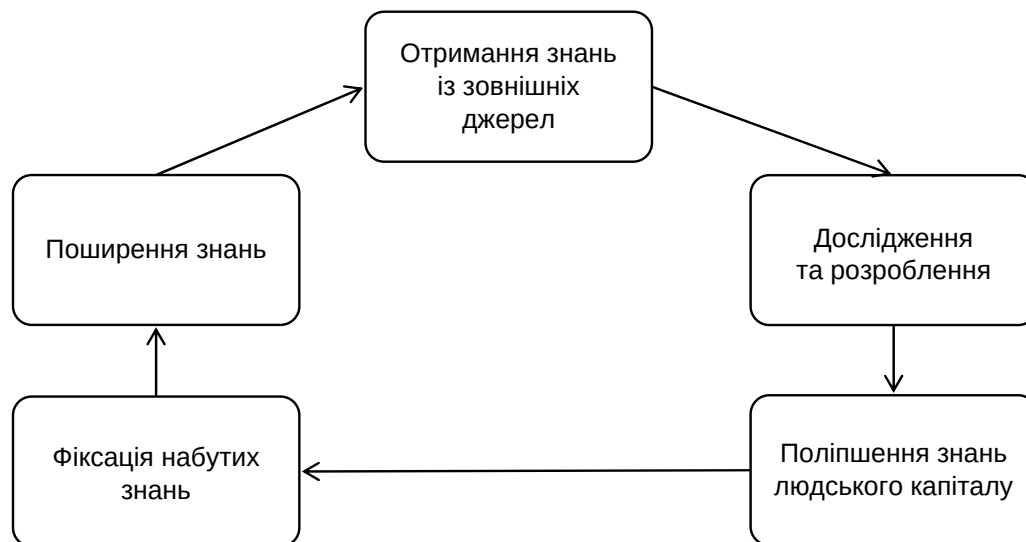 Отримання знань
із зовнішніх
джерел
Поширення знань
Дослідження
та розроблення
Фіксація набутих
знань
Поліпшення знань
людського капіталу